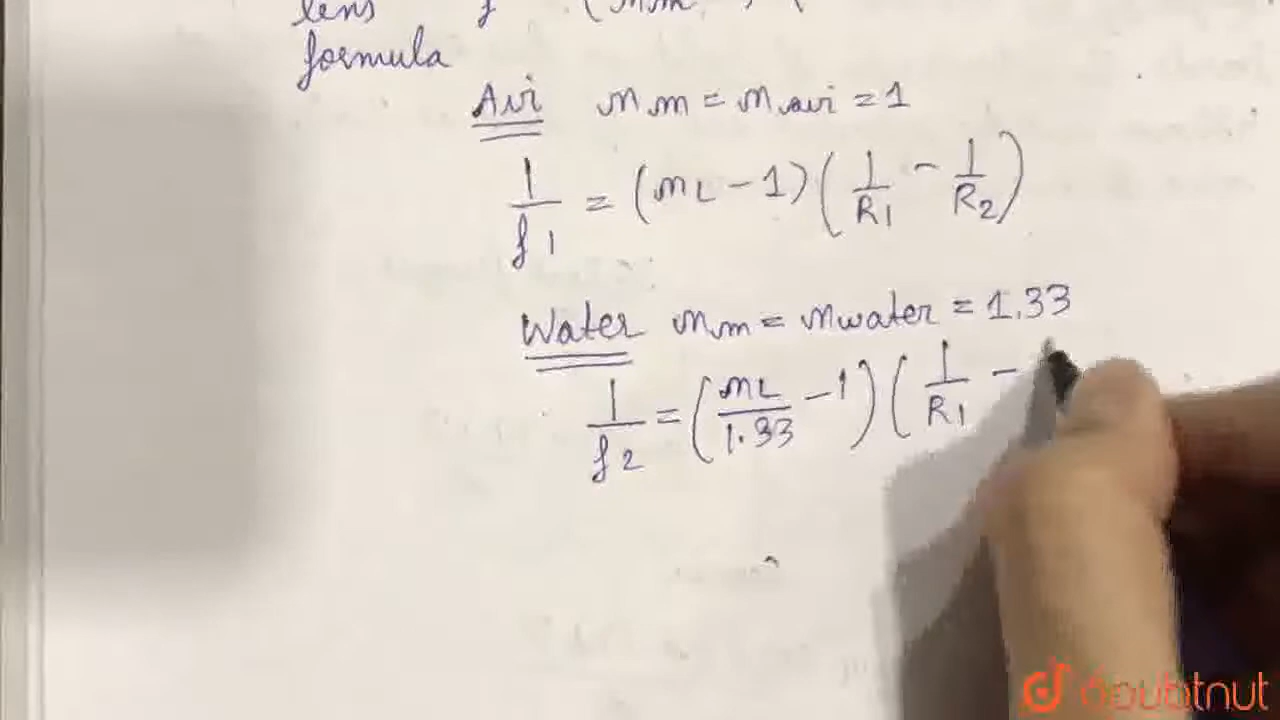 lens
formula
Air nm = nair = 1
1/f1 = (nL - 1)(1/R1 - 1/R2)
Water nm = nwater = 1.33
1/f2 = (nL/1.33 - 1)(1/R1 -
doubtnut